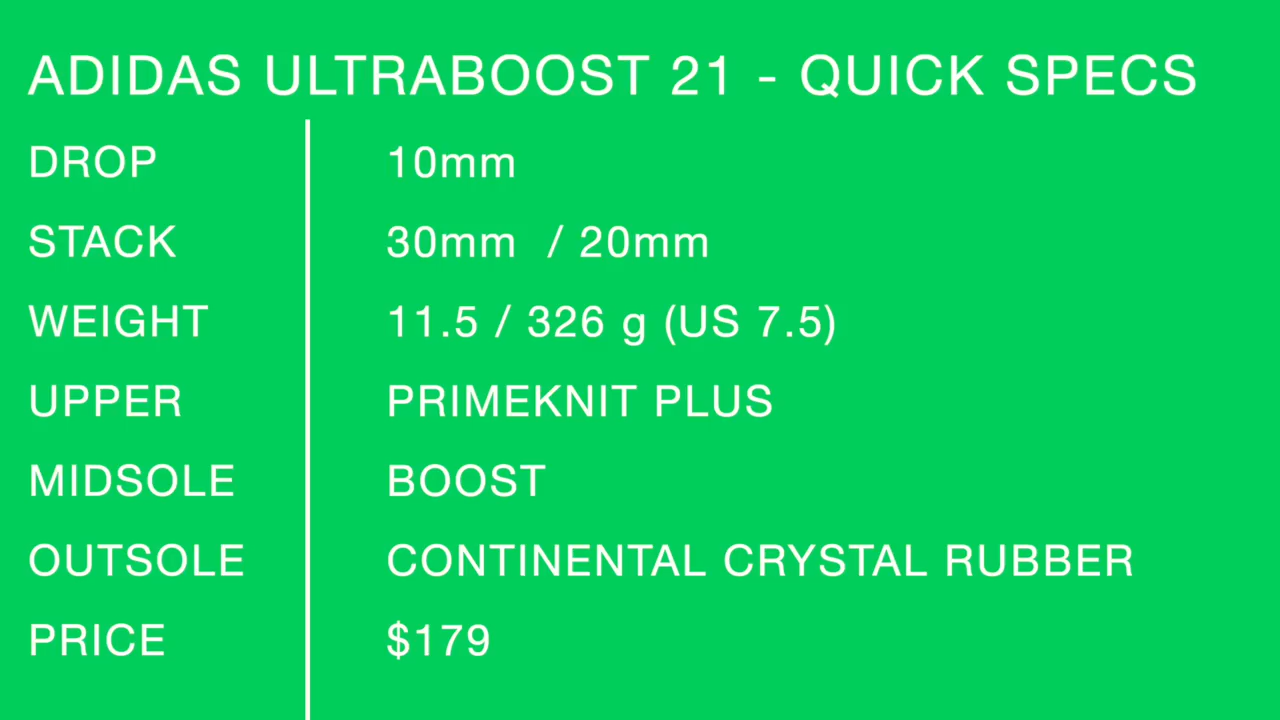 ADIDAS ULTRABOOST 21 - QUICK SPECS
DROP 10mm
STACK 30mm / 20mm
WEIGHT 11.5 / 326 g (US 7.5)
UPPER PRIMEKNIT PLUS
MIDSOLE BOOST
OUTSOLE CONTINENTAL CRYSTAL RUBBER
PRICE $179